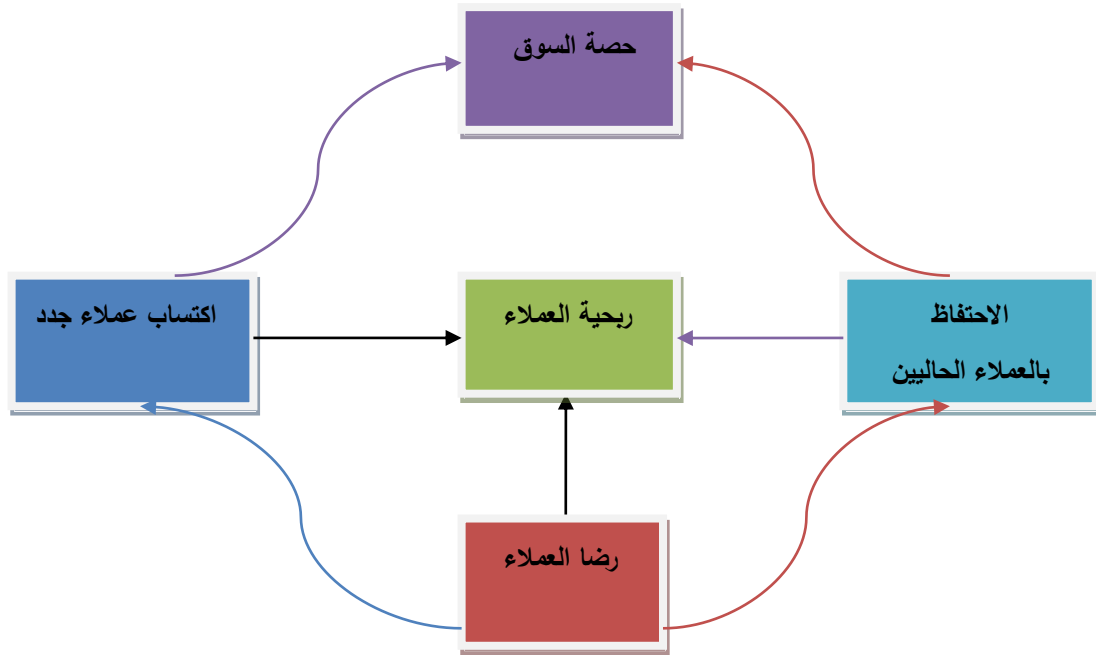 حصة السوق
اكتساب عملاء جدد
ربحية العملاء
الاحتفاظ
بالعملاء الحاليين
رضا العملاء